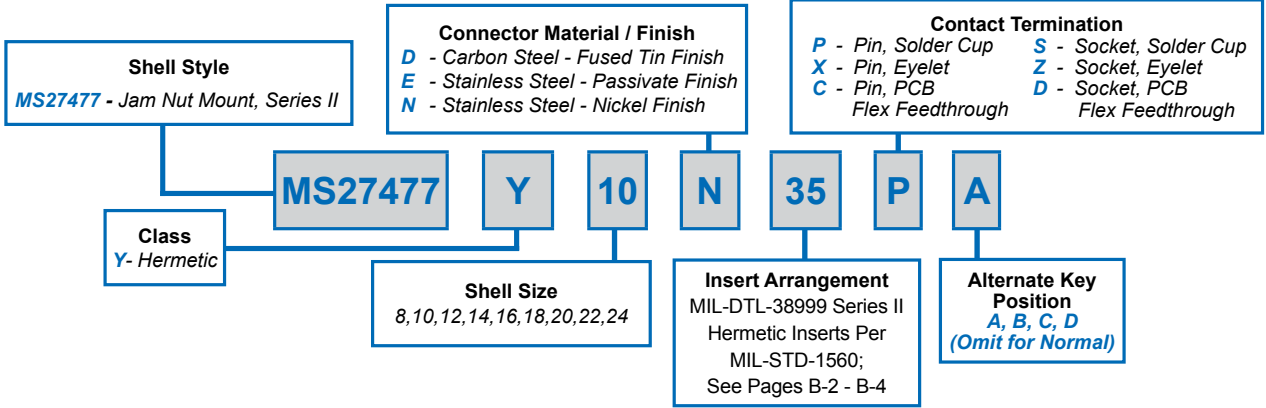 Shell Style
MS27477 - Jam Nut Mount, Series II
Connector Material / Finish
D - Carbon Steel - Fused Tin Finish
E - Stainless Steel - Passivate Finish
N - Stainless Steel - Nickel Finish
Contact Termination
P - Pin, Solder Cup
X - Pin, Eyelet
C - Pin, PCB
Flex Feedthrough
S - Socket, Solder Cup
Z - Socket, Eyelet
D - Socket, PCB
Flex Feedthrough
MS27477 Y 10 N 35 P A
Class
Y- Hermetic
Shell Size
8,10,12,14,16,18,20,22,24
Insert Arrangement
MIL-DTL-38999 Series II
Hermetic Inserts Per
MIL-STD-1560;
See Pages B-2 - B-4
Alternate Key
Position
A, B, C, D
(Omit for Normal)